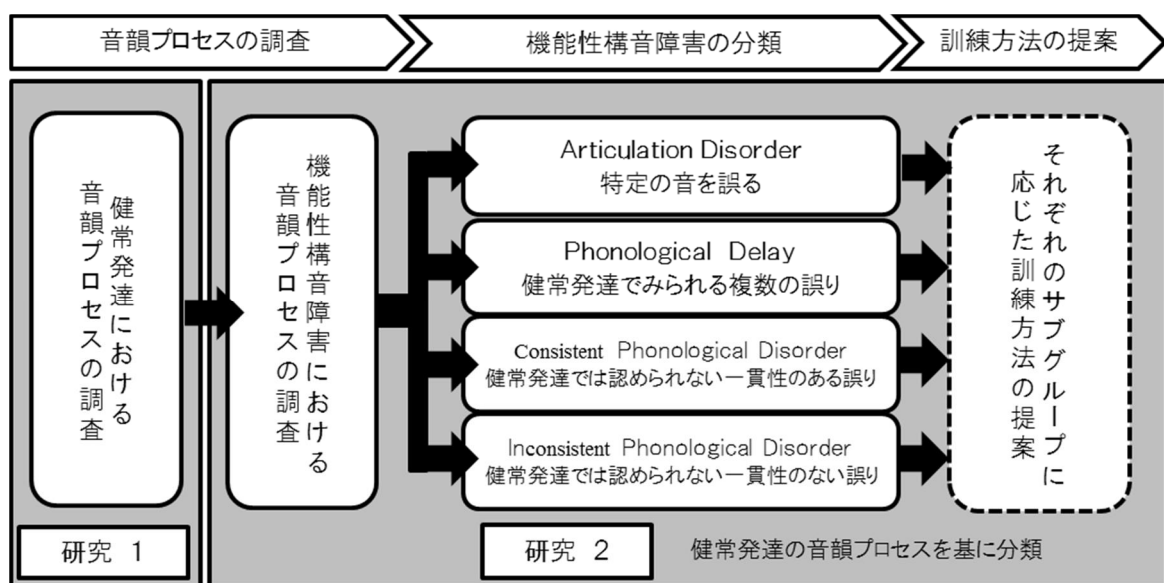 音韻プロセスの調査
機能性構音障害の分類
訓練方法の提案
健常発達における
音韻プロセスの調査
機能性構音障害における
音韻プロセスの調査
Articulation Disorder
特定の音を誤る
Phonological Delay
健常発達でみられる複数の誤り
Consistent Phonological Disorder
健常発達では認められない一貫性のある誤り
Inconsistent Phonological Disorder
健常発達では認められない一貫性のない誤り
それぞれのサブグループに
応じた訓練方法の提案
研究 1
研究 2
健常発達の音韻プロセスを基に分類